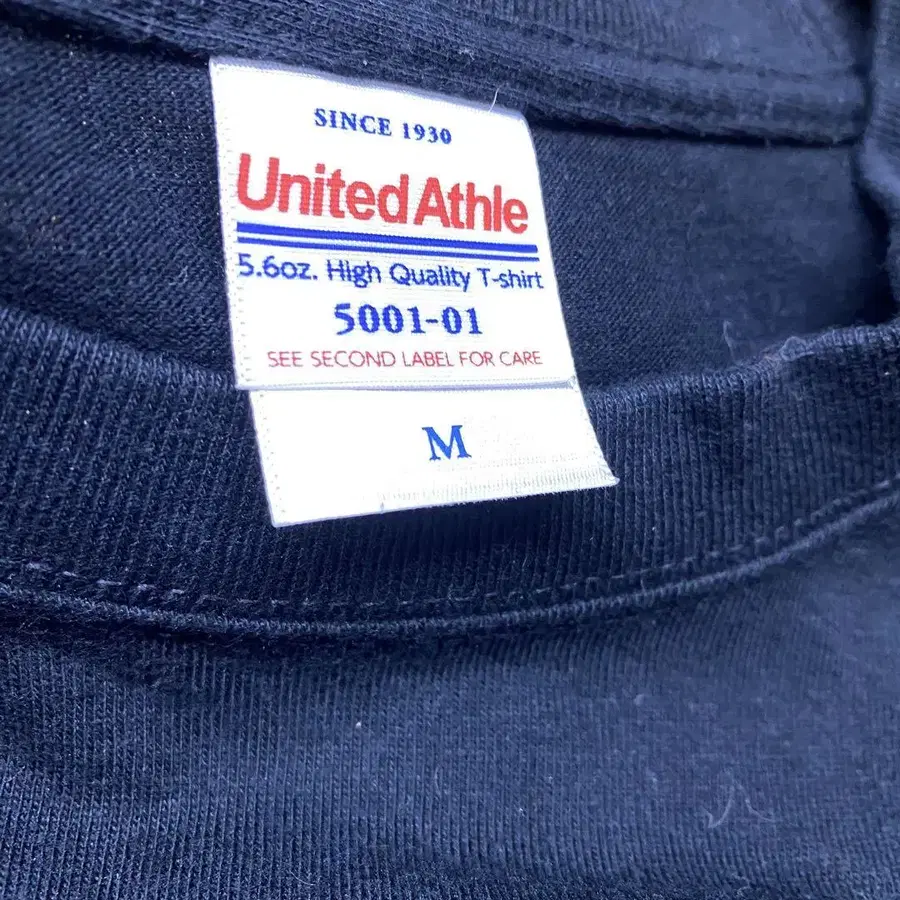 SINCE 1930
United Athle
5.6oz. High Quality T-shirt
5001-01
SEE SECOND LABEL FOR CARE
M